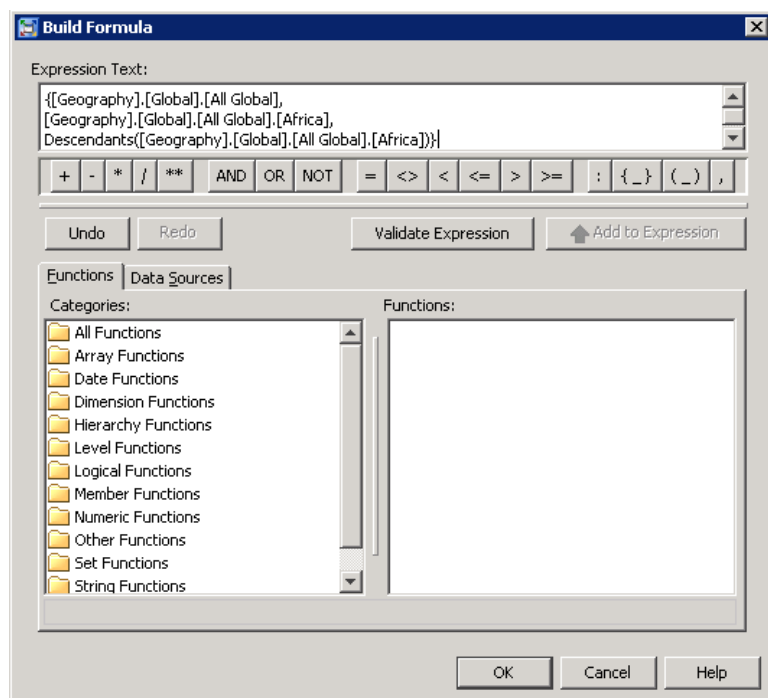 Build Formula
Expression Text:
{[Geography].[Global].[All Global],
[Geography].[Global].[All Global].[Africa],
Descendants([Geography].[Global].[All Global].[Africa])}
+ - * / ** AND OR NOT = <> < <= > >= : {_} (_) ,
Undo Redo Validate Expression Add to Expression
Functions Data Sources
Categories: Functions:
All Functions
Array Functions
Date Functions
Dimension Functions
Hierarchy Functions
Level Functions
Logical Functions
Member Functions
Numeric Functions
Other Functions
Set Functions
String Functions
OK Cancel Help